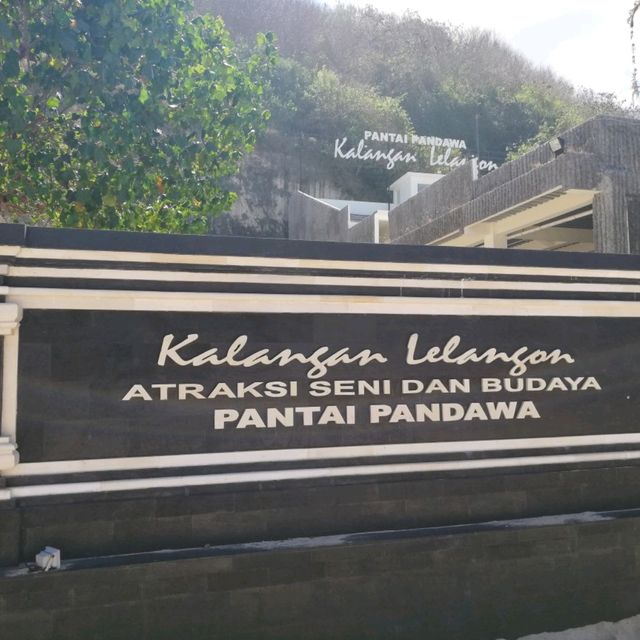 PANTAI PANDAWA
Kalangan Lelangon
Kalangan Lelangon
ATRAKSI SENI DAN BUDAYA
PANTAI PANDAWA